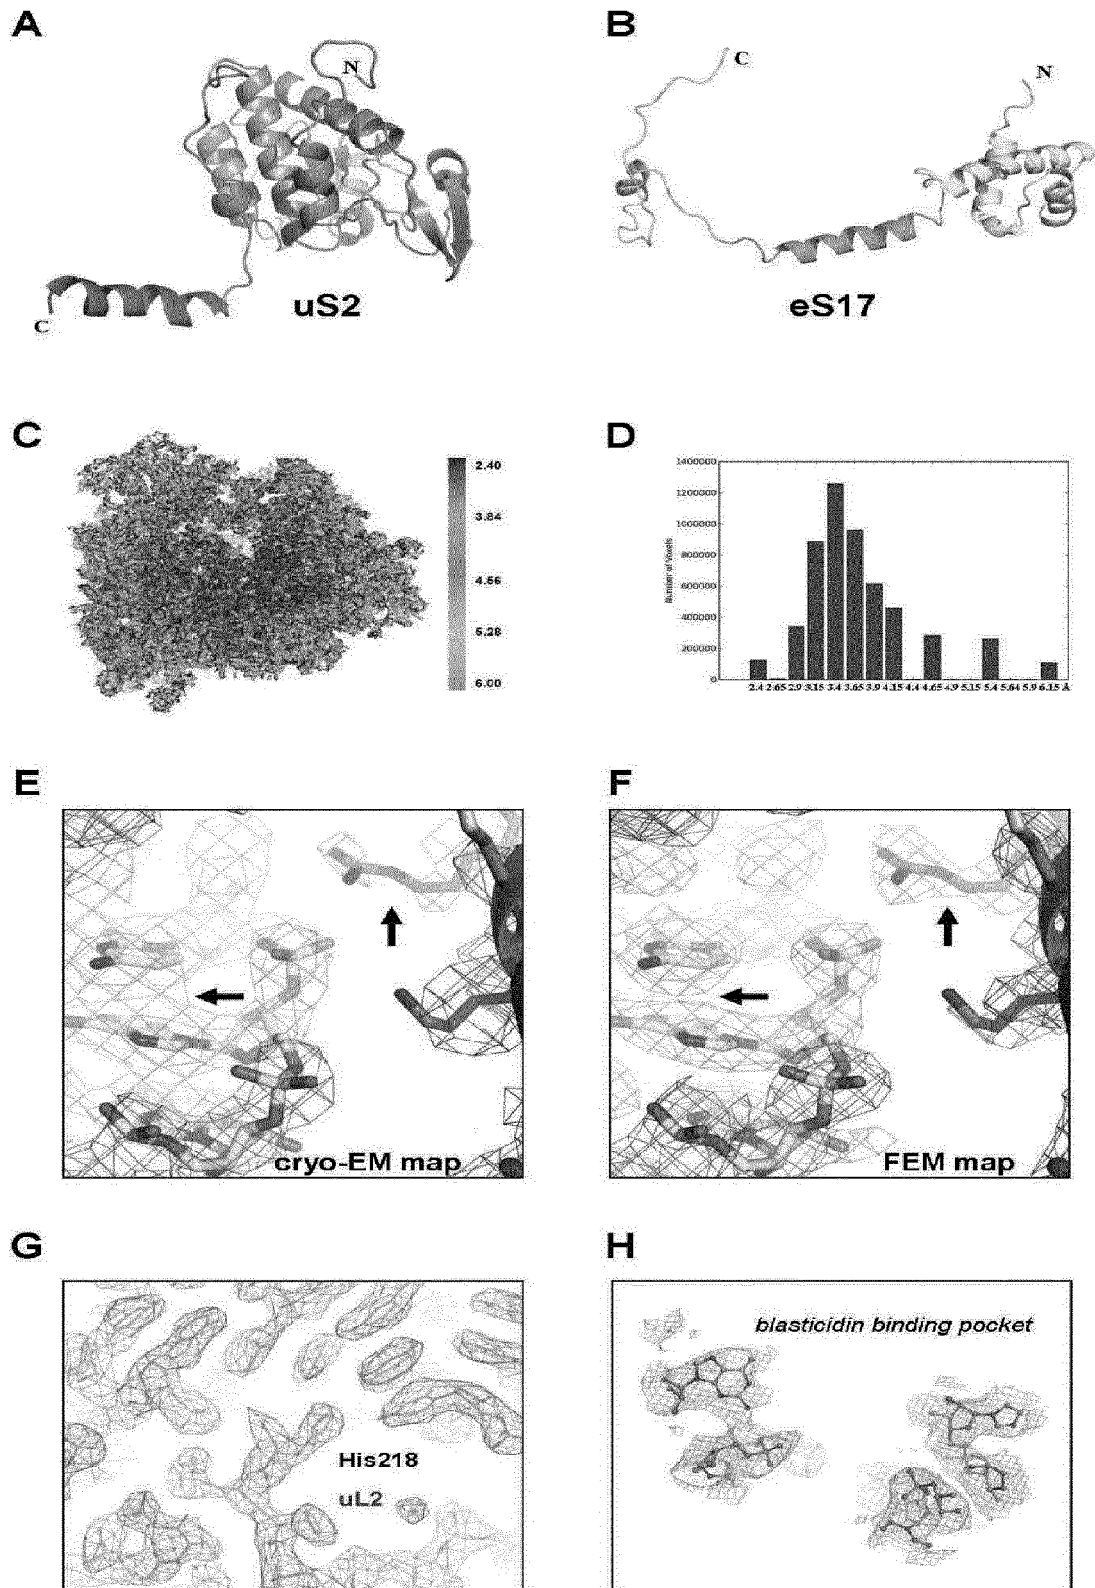 A
B
N
C
uS2
C
N
eS17
C
2.40
3.84
4.56
5.28
6.00
D
1400000
1200000
1000000
800000
600000
400000
200000
0
Number of Voxels
2.4 2.65 2.9 3.15 3.4 3.65 3.9 4.15 4.4 4.65 4.9 5.15 5.4 5.64 5.9 6.15 Å
E
cryo-EM map
F
FEM map
G
His218
uL2
H
blasticidin binding pocket